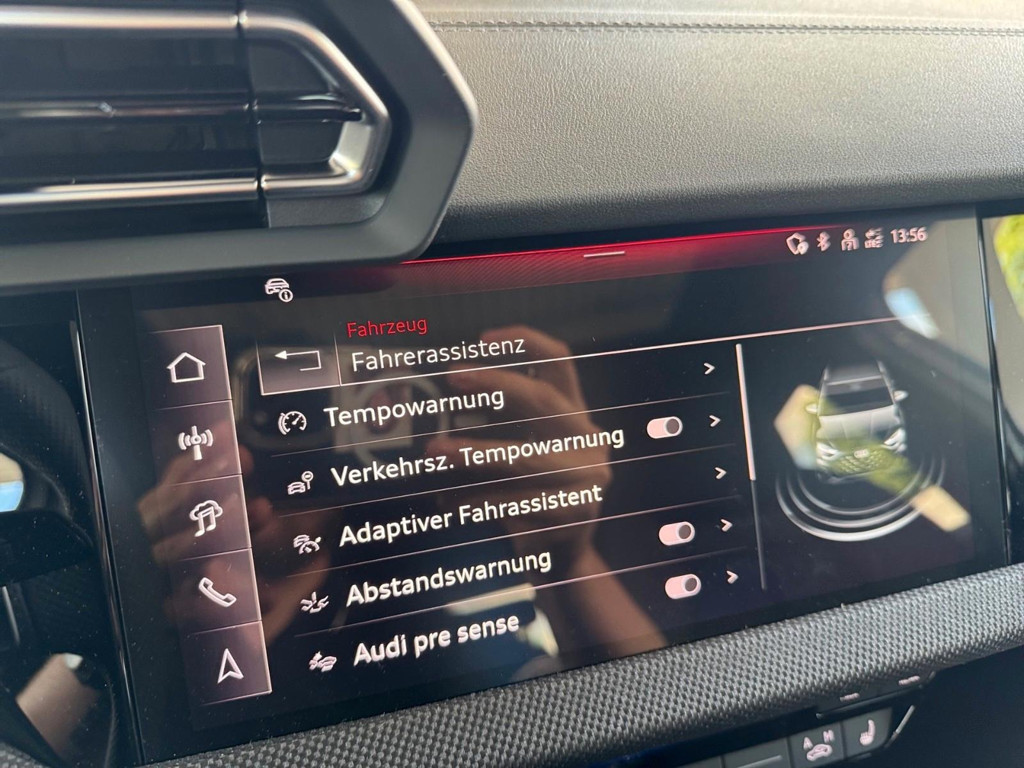 13:56
Fahrzeug
Fahrerassistenz
Tempowarnung
Verkehrsz. Tempowarnung
Adaptiver Fahrassistent
Abstandswarnung
Audi pre sense
A M